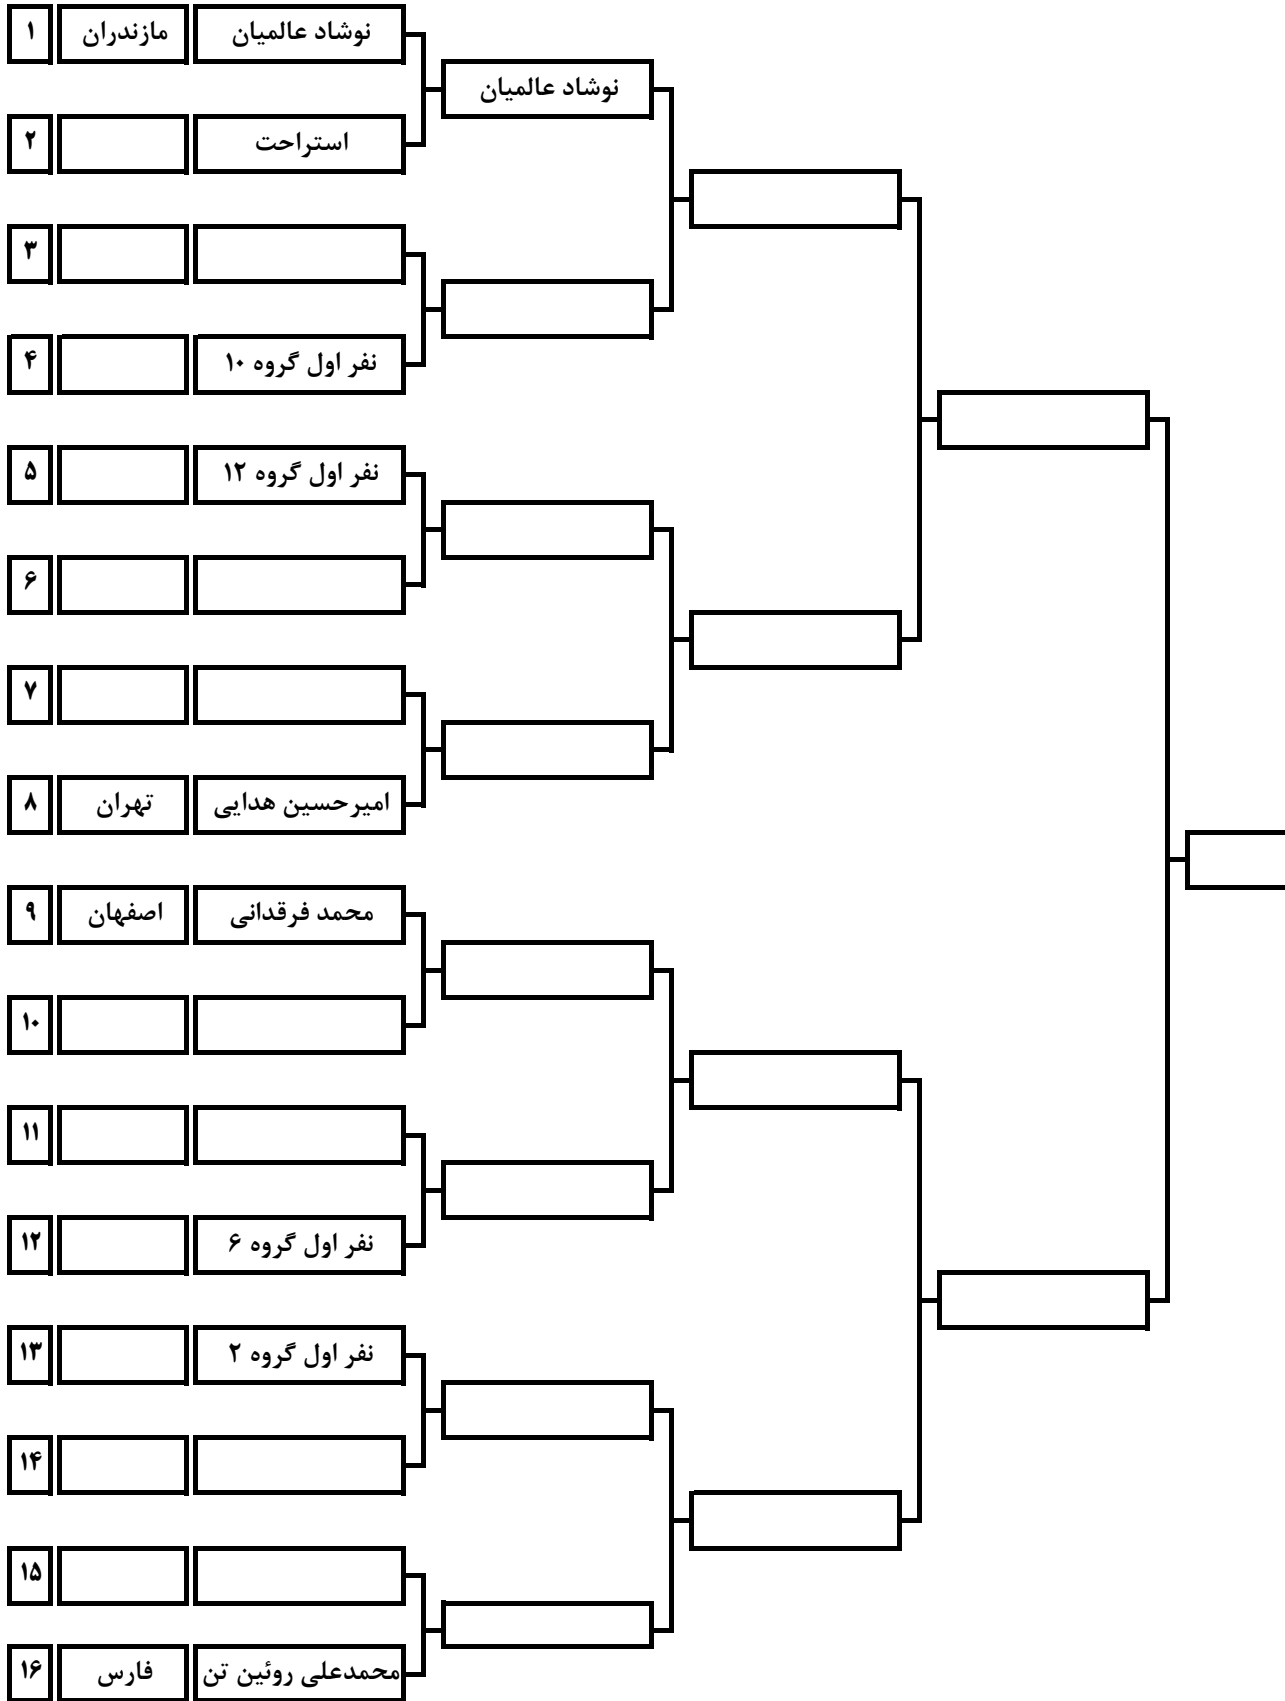 ۱ مازندران نوشاد عالمیان
نوشاد عالمیان
۲ استراحت
۳
۴ نفر اول گروه ۱۰
۵ نفر اول گروه ۱۲
۶
۷
۸ تهران امیرحسین هدایی
۹ اصفهان محمد فرقدانی
۱۰
۱۱
۱۲ نفر اول گروه ۶
۱۳ نفر اول گروه ۲
۱۴
۱۵
۱۶ فارس محمدعلی روئین تن